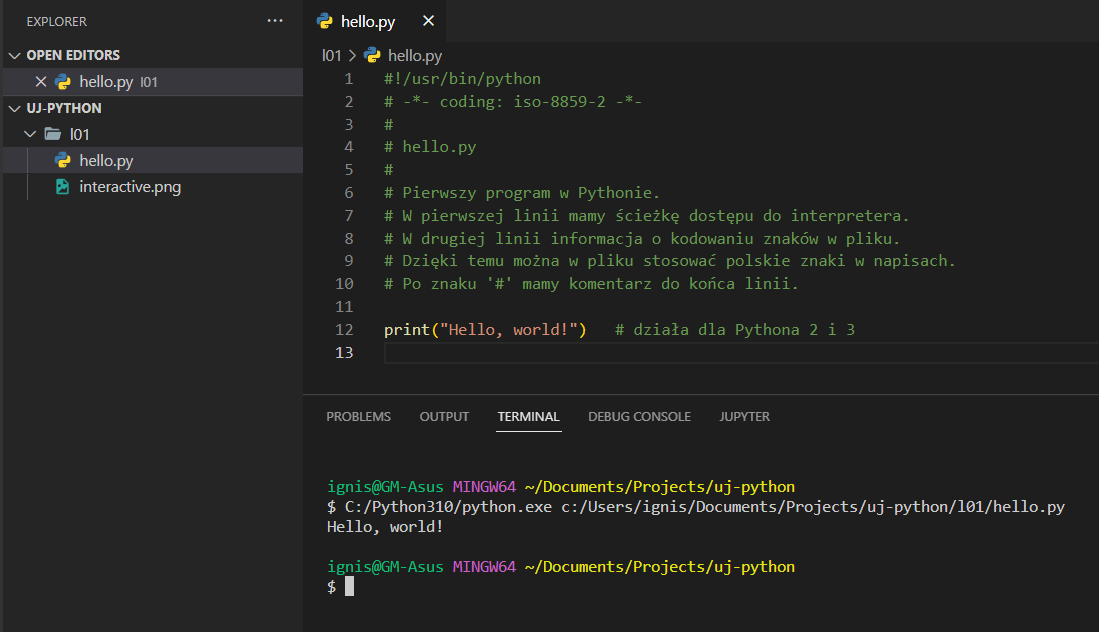 EXPLORER
···
OPEN EDITORS
hello.py l01
UJ-PYTHON
l01
hello.py
interactive.png
hello.py
l01 > hello.py
1 #!/usr/bin/python
2 # -*- coding: iso-8859-2 -*-
3 #
4 # hello.py
5 #
6 # Pierwszy program w Pythonie.
7 # W pierwszej linii mamy ścieżkę dostępu do interpretera.
8 # W drugiej linii informacja o kodowaniu znaków w pliku.
9 # Dzięki temu można w pliku stosować polskie znaki w napisach.
10 # Po znaku '#' mamy komentarz do końca linii.
11
12 print("Hello, world!")   # działa dla Pythona 2 i 3
13
PROBLEMS OUTPUT TERMINAL DEBUG CONSOLE JUPYTER
ignis@GM-Asus MINGW64 ~/Documents/Projects/uj-python
$ C:/Python310/python.exe c:/Users/ignis/Documents/Projects/uj-python/l01/hello.py
Hello, world!
ignis@GM-Asus MINGW64 ~/Documents/Projects/uj-python
$